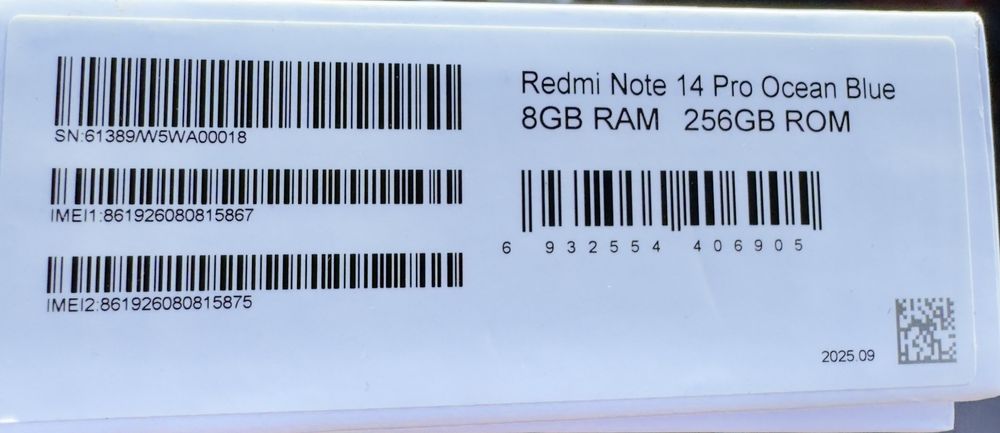 SN:61389/W5WA00018
IMEI1:861926080815867
IMEI2:861926080815875
Redmi Note 14 Pro Ocean Blue
8GB RAM 256GB ROM
6 932554 406905
2025.09